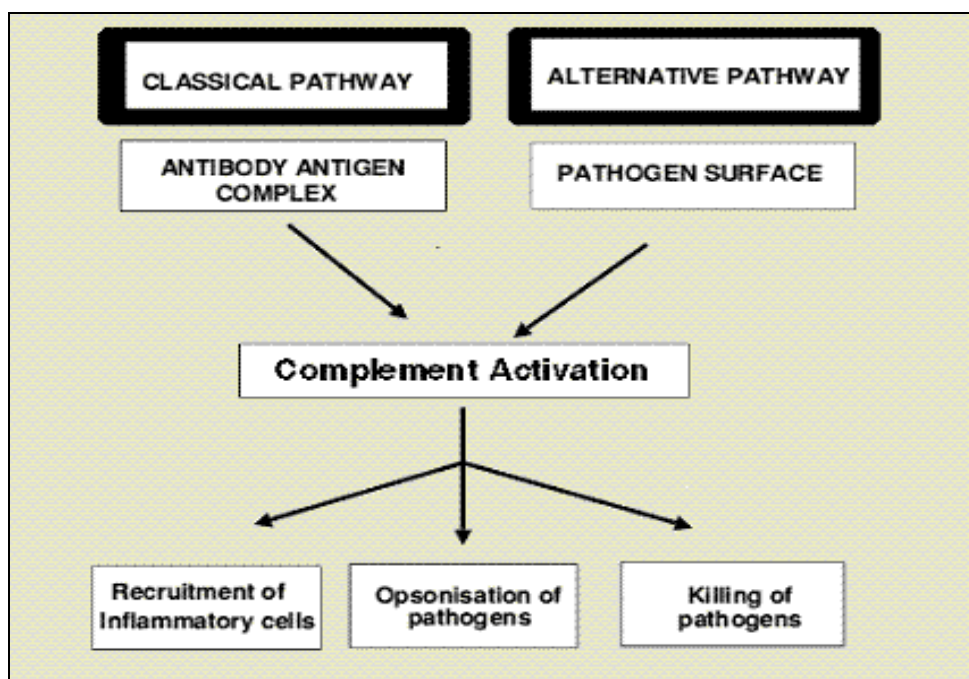 CLASSICAL PATHWAY
ALTERNATIVE PATHWAY
ANTIBODY ANTIGEN
COMPLEX
PATHOGEN SURFACE
Complement Activation
Recruitment of
Inflammatory cells
Opsonisation of
pathogens
Killing of
pathogens